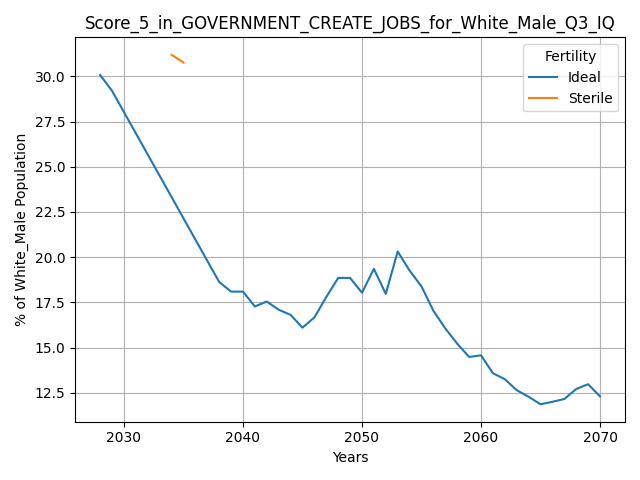 Score_5_in_GOVERNMENT_CREATE_JOBS_for_White_Male_Q3_IQ
Fertility
Ideal
Sterile
% of White_Male Population
30.0
27.5
25.0
22.5
20.0
17.5
15.0
12.5
2030
2040
2050
2060
2070
Years